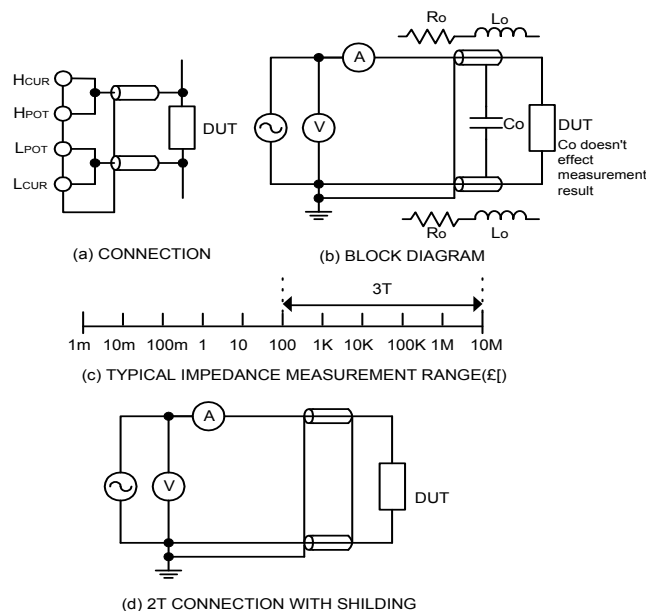 Ro Lo
A
HCUR
HPOT
LPOT
LCUR
DUT
V
Co
DUT
Co doesn't
effect
measurement
result
Ro Lo
(a) CONNECTION
(b) BLOCK DIAGRAM
3T
1m 10m 100m 1 10 100 1K 10K 100K 1M 10M
(c) TYPICAL IMPEDANCE MEASUREMENT RANGE(£[)
A
V
DUT
(d) 2T CONNECTION WITH SHILDING